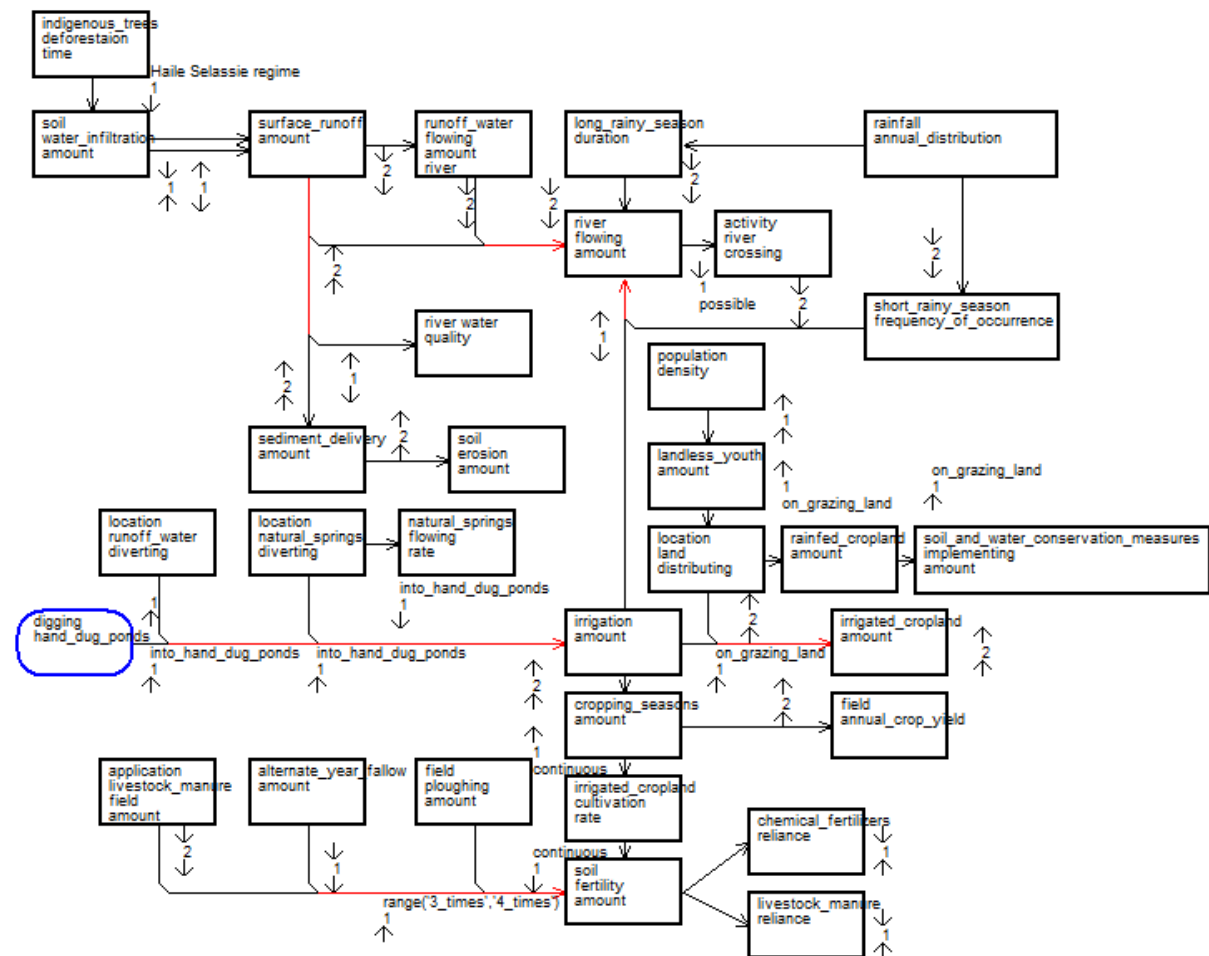 indigenous_trees
deforestaion
time
Haile Selassie regime
1
soil
water_infiltration
amount
surface_runoff
amount
runoff_water
flowing
amount
river
long_rainy_season
duration
rainfall
annual_distribution
1
1
2
2
2
2
river
flowing
amount
activity
river
crossing
2
2
1
possible
2
short_rainy_season
frequency_of_occurrence
river water
quality
1
population
density
2
1
1
sediment_delivery
amount
2
soil
erosion
amount
landless_youth
amount
1
on_grazing_land
on_grazing_land
1
location
runoff_water
diverting
location
natural_springs
diverting
natural_springs
flowing
rate
location
land
distributing
rainfed_cropland
amount
soil_and_water_conservation_measures
implementing
amount
into_hand_dug_ponds
1
1
digging
hand_dug_ponds
irrigation
amount
2
irrigated_cropland
amount
into_hand_dug_ponds
1
into_hand_dug_ponds
1
on_grazing_land
1
2
2
cropping_seasons
amount
2
field
annual_crop_yield
1
continuous
application
livestock_manure
field
amount
alternate_year_fallow
amount
field
ploughing
amount
irrigated_cropland
cultivation
rate
chemical_fertilizers
reliance
1
2
1
continuous
1
soil
fertility
amount
range('3_times','4_times')
1
livestock_manure
reliance
1